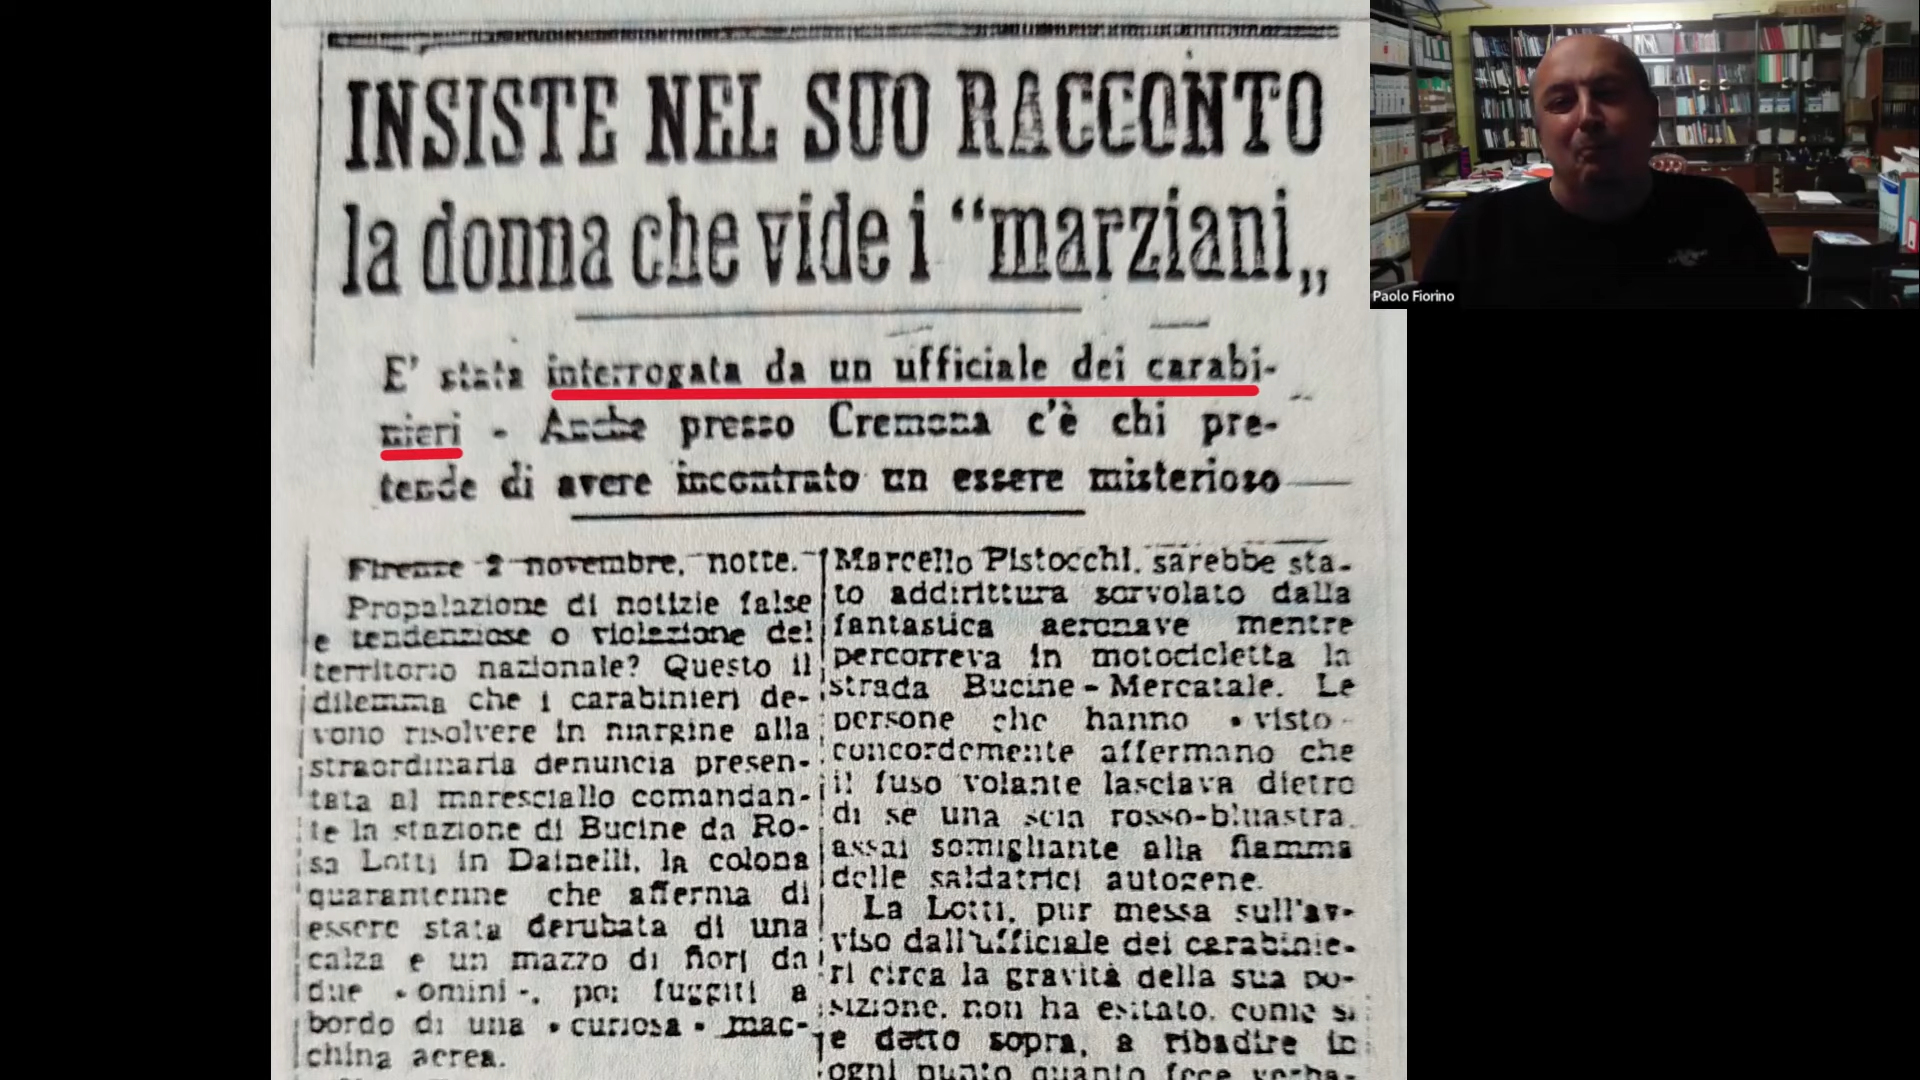 INSISTE NEL SUO RACCONTO
la donna che vide i “marziani„
E' stata interrogata da un ufficiale dei carabi-
nieri - Anche presso Cremona c'è chi pre-
tende di avere incontrato un essere misterioso
Firenze 2 novembre, notte.
Propalazione di notizie false
e tendenziose o violazione del
territorio nazionale? Questo il
dilemma che i carabinieri de-
vono risolvere in margine alla
straordinaria denuncia presen-
tata al maresciallo comandan-
te la stazione di Bucine da Ro-
sa Lotti in Dainelli, la colona
quarantenne che afferma di
essere stata derubata di una
calza e un mazzo di fiori da
due «omini», poi fuggiti a
bordo di una «curiosa» mac-
china aerea.
Marcello Pistocchi, sarebbe sta-
to addirittura sorvolato dalla
fantastica aeronave mentre
percorreva in motocicletta la
strada Bucine-Mercatale. Le
persone che hanno «visto»
concordemente affermano che
il fuso volante lasciava dietro
di se una scia rosso-bluastra,
assai somigliante alla fiamma
delle saldatrici autogene.
La Lotti, pur messa sull'av-
viso dall'ufficiale dei carabinie-
ri circa la gravità della sua po-
sizione, non ha esitato, come si
e detto sopra, a ribadire in
ogni punto quanto fece verba-
Paolo Fiorino